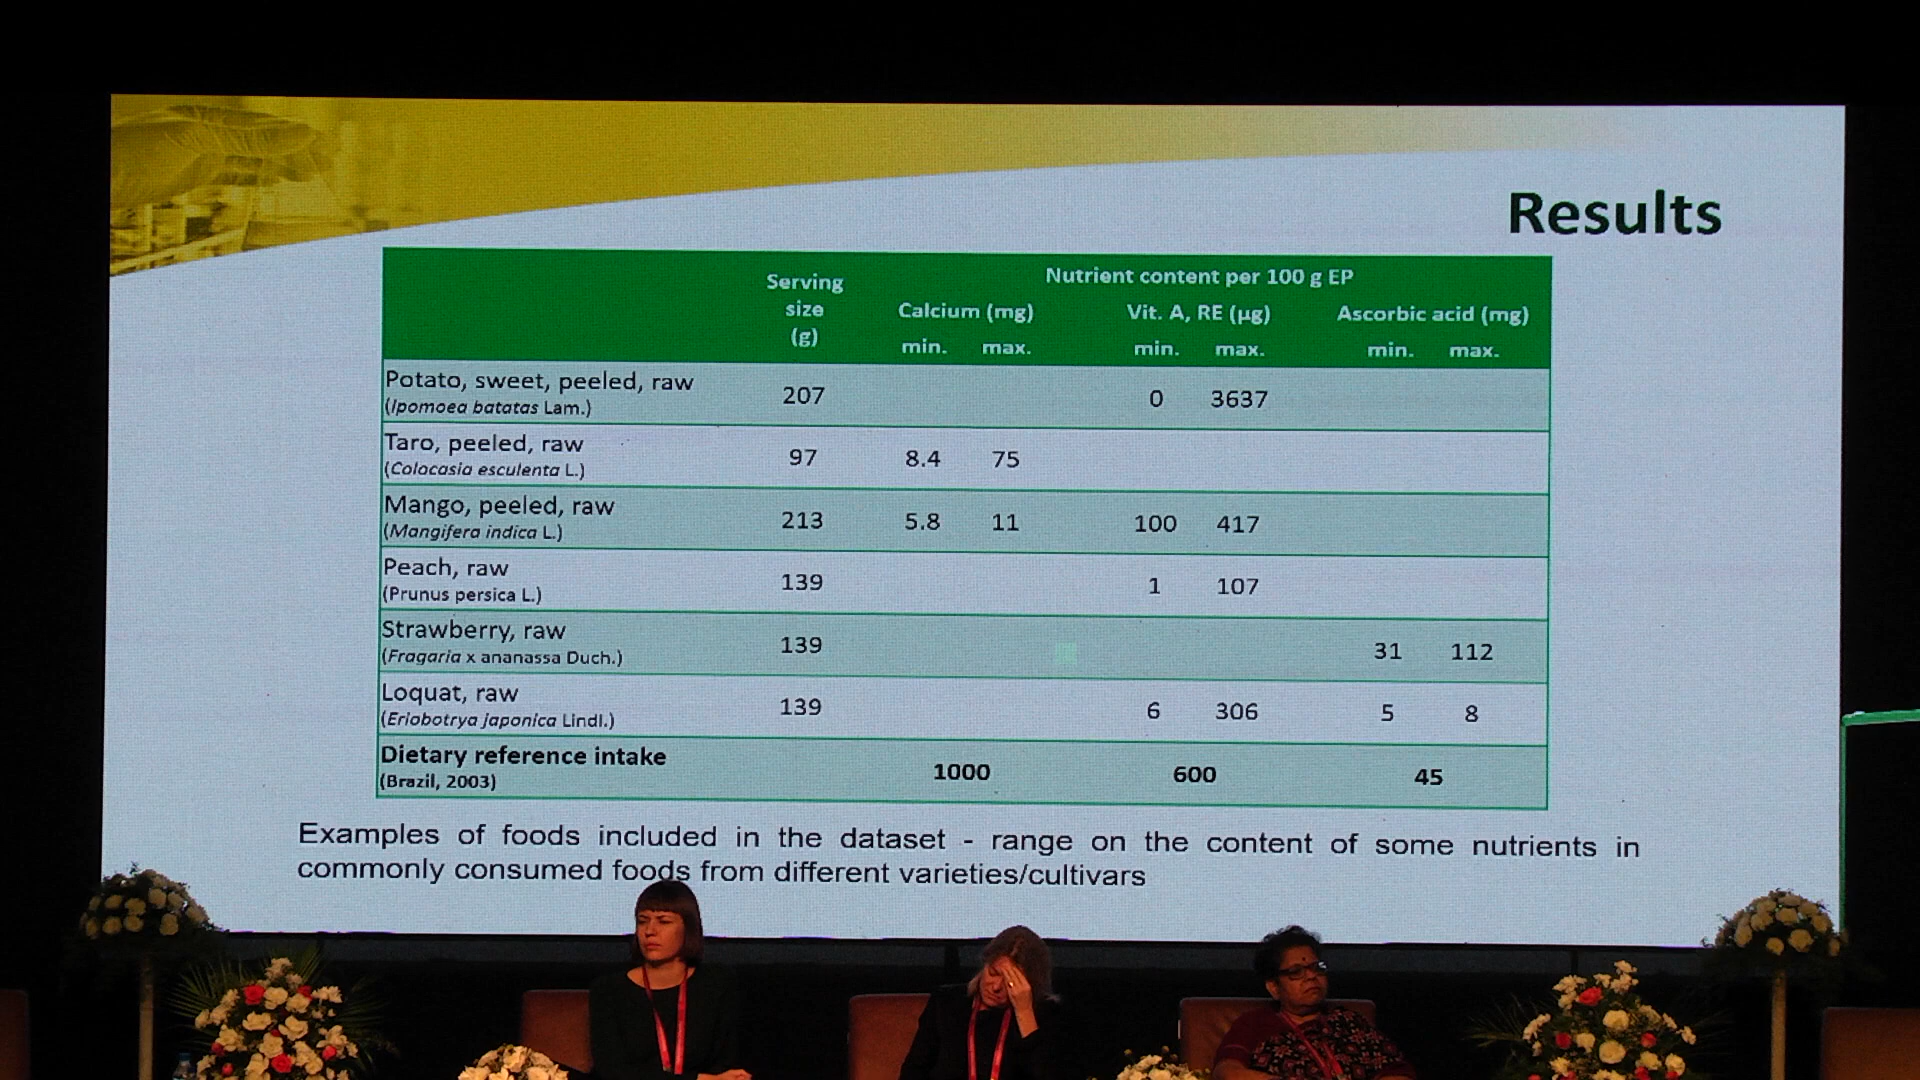 Results
Serving size (g)
Nutrient content per 100 g EP
Calcium (mg) Vit. A, RE (µg) Ascorbic acid (mg)
min. max. min. max. min. max.
Potato, sweet, peeled, raw 207 0 3637
(Ipomoea batatas Lam.)
Taro, peeled, raw 97 8.4 75
(Colocasia esculenta L.)
Mango, peeled, raw 213 5.8 11 100 417
(Mangifera indica L.)
Peach, raw 139 1 107
(Prunus persica L.)
Strawberry, raw 139 31 112
(Fragaria x ananassa Duch.)
Loquat, raw 139 6 306 5 8
(Eriobotrya japonica Lindl.)
Dietary reference intake 1000 600 45
(Brazil, 2003)
Examples of foods included in the dataset - range on the content of some nutrients in
commonly consumed foods from different varieties/cultivars